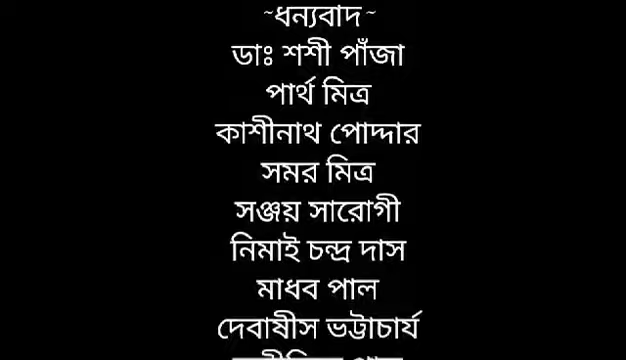 ~ধন্যবাদ~
ডাঃ শশী পাঁজা
পার্থ মিত্র
কাশীনাথ পোদ্দার
সমর মিত্র
সঞ্জয় সারোগী
নিমাই চন্দ্র দাস
মাধব পাল
দেবাষীস ভট্টাচার্য